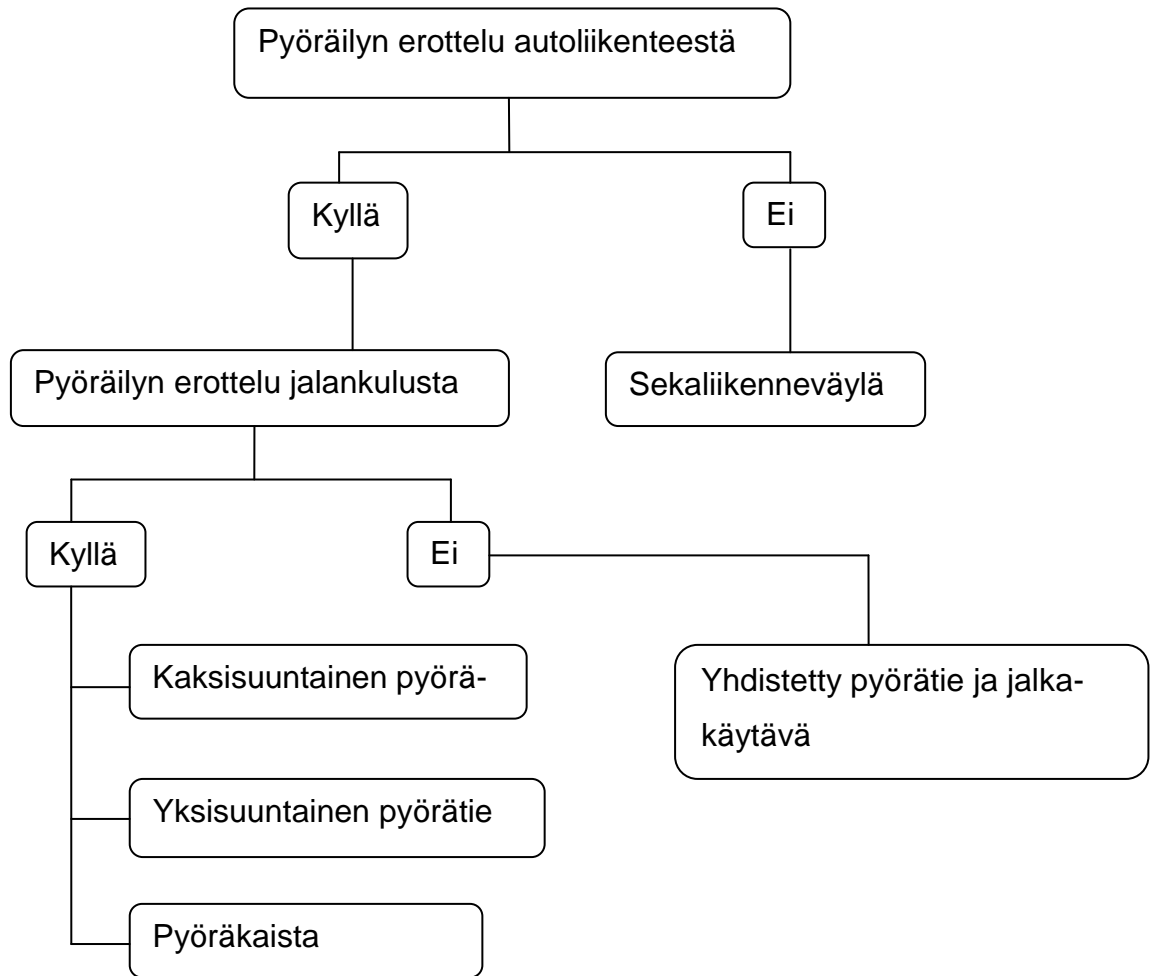 Pyöräilyn erottelu autoliikenteestä
Kyllä
Ei
Pyöräilyn erottelu jalankulusta
Sekaliikenneväylä
Kyllä
Ei
Kaksisuuntainen pyörä-
Yhdistetty pyörätie ja jalka-
käytävä
Yksisuuntainen pyörätie
Pyöräkaista